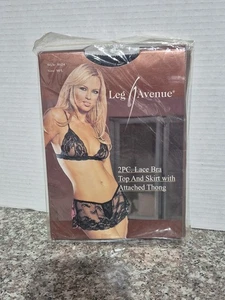 Leg Avenue
2PC. Lace Bra
Top And Skirt with
Attached Thong